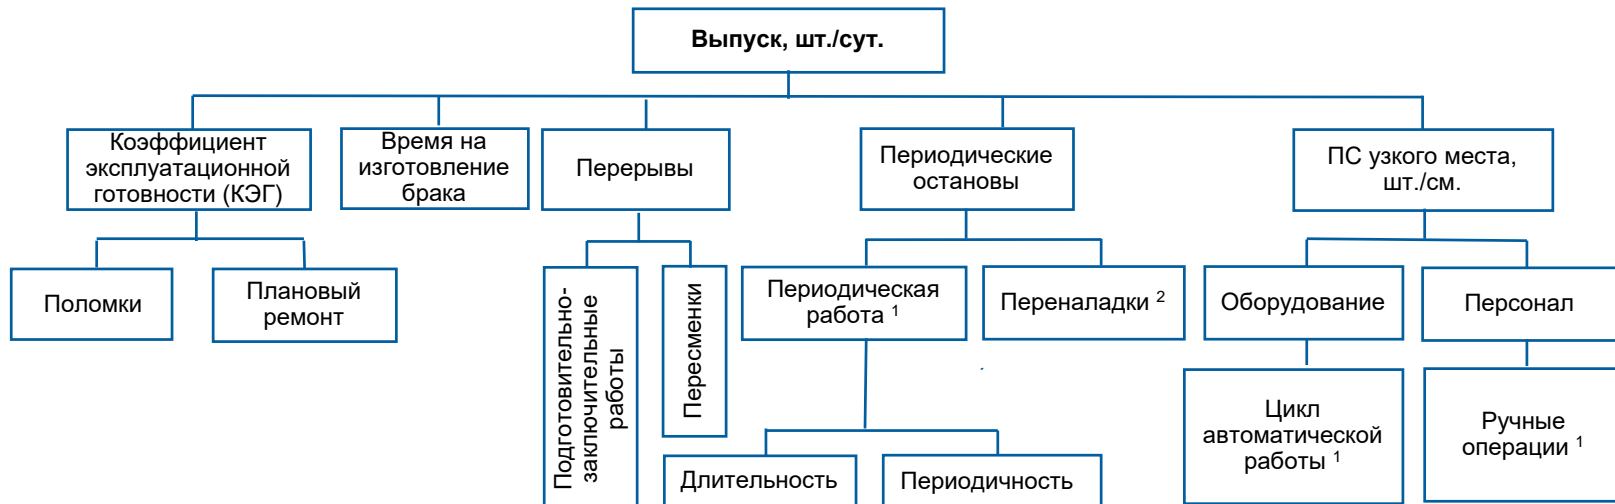 Выпуск, шт./сут.
Коэффициент
эксплуатационной
готовности (КЭГ)
Время на
изготовление
брака
Перерывы
Периодические
остановы
ПС узкого места,
шт./см.
Поломки
Плановый
ремонт
Подготовительно-
заключительные
работы
Пересменки
Периодическая
работа ¹
Переналадки ²
Оборудование
Персонал
Длительность
Периодичность
Цикл
автоматической
работы ¹
Ручные
операции ¹